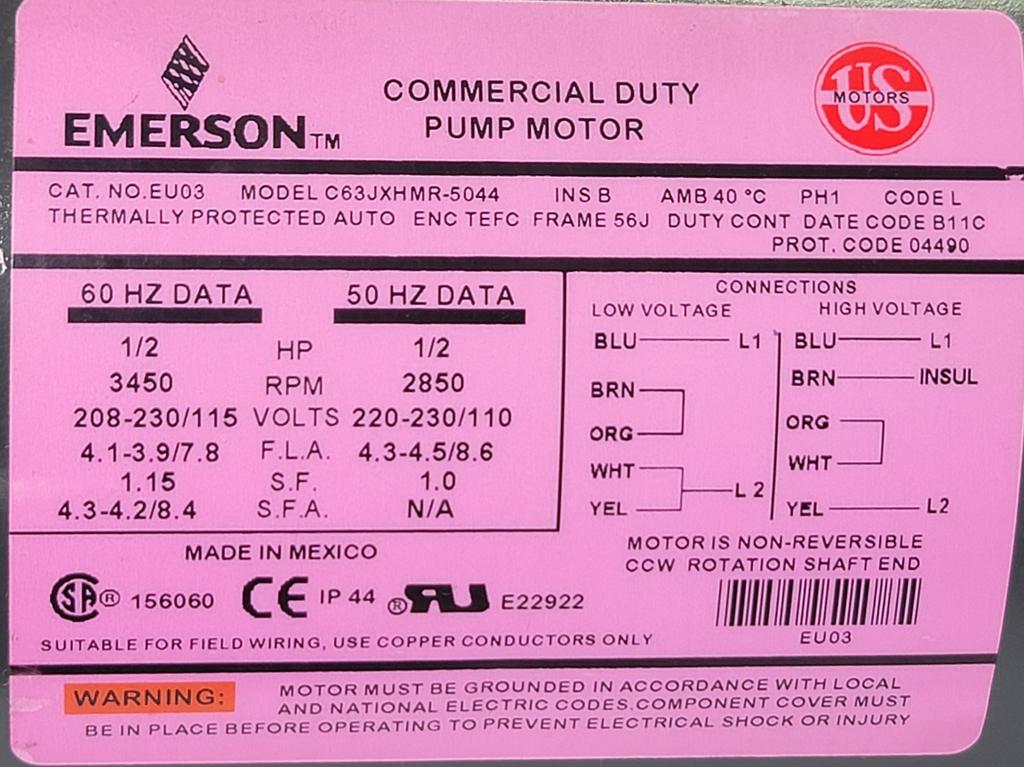 EMERSON™
COMMERCIAL DUTY
PUMP MOTOR
US
MOTORS
CAT. NO.EU03 MODEL C63JXHMR-5044 INS B AMB 40 °C PH1 CODE L
THERMALLY PROTECTED AUTO ENC TEFC FRAME 56J DUTY CONT DATE CODE B11C
PROT. CODE 04490
60 HZ DATA 50 HZ DATA
1/2 HP 1/2
3450 RPM 2850
208-230/115 VOLTS 220-230/110
4.1-3.9/7.8 F.L.A. 4.3-4.5/8.6
1.15 S.F. 1.0
4.3-4.2/8.4 S.F.A. N/A
CONNECTIONS
LOW VOLTAGE HIGH VOLTAGE
BLU L1 BLU L1
BRN BRN INSUL
ORG ORG
WHT WHT
L2
YEL YEL L2
MADE IN MEXICO
MOTOR IS NON-REVERSIBLE
CCW ROTATION SHAFT END
SA® 156060 CE IP 44 ®RU E22922
EU03
SUITABLE FOR FIELD WIRING, USE COPPER CONDUCTORS ONLY
WARNING: MOTOR MUST BE GROUNDED IN ACCORDANCE WITH LOCAL
AND NATIONAL ELECTRIC CODES.COMPONENT COVER MUST
BE IN PLACE BEFORE OPERATING TO PREVENT ELECTRICAL SHOCK OR INJURY